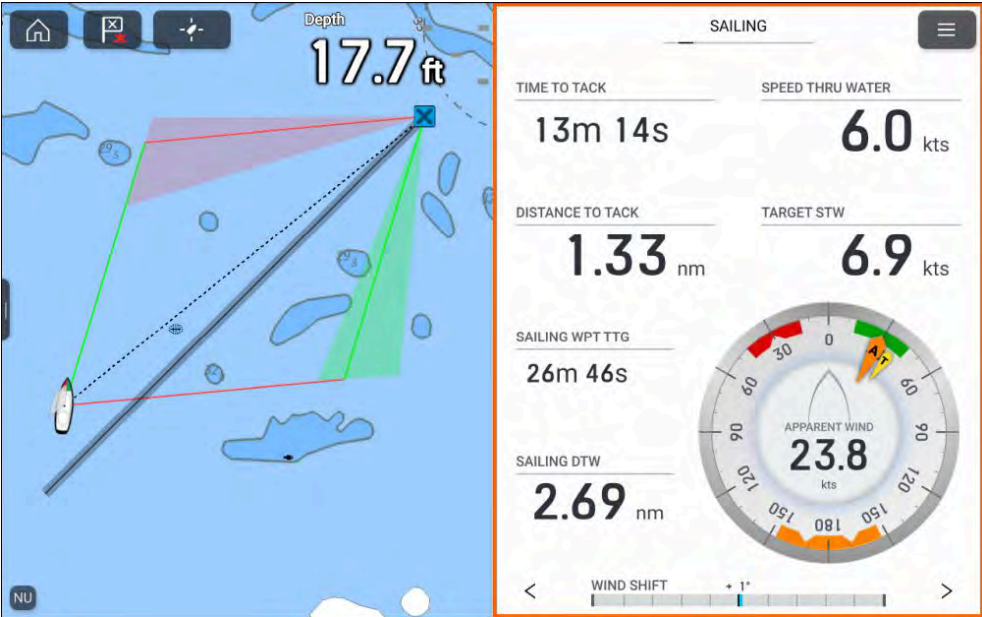 Depth
17.7 ft
NU
SAILING
TIME TO TACK
13m 14s
SPEED THRU WATER
6.0 kts
DISTANCE TO TACK
1.33 nm
TARGET STW
6.9 kts
SAILING WPT TTG
26m 46s
SAILING DTW
2.69 nm
30 0
60 60
90 90
120 120
150 180 150
A T
APPARENT WIND
23.8
kts
< WIND SHIFT + 1° >